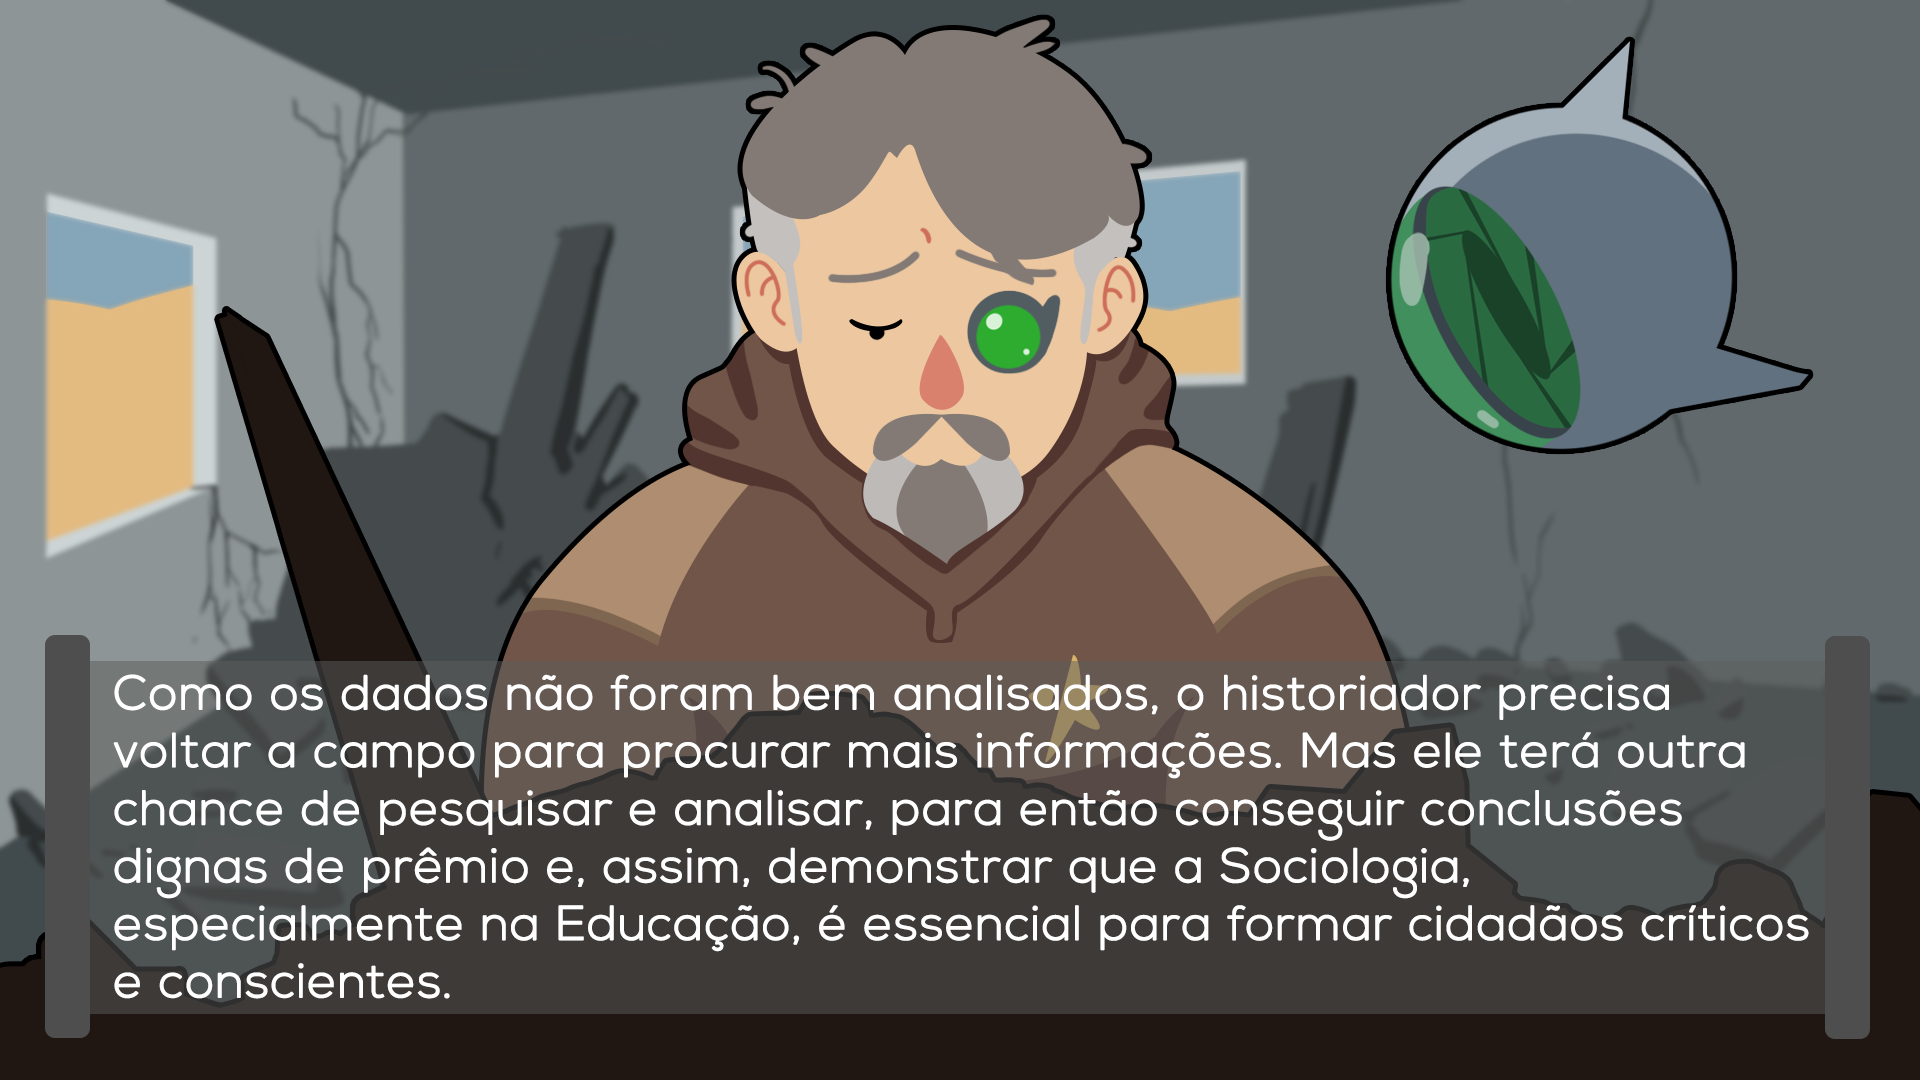 Como os dados não foram bem analisados, o historiador precisa
voltar a campo para procurar mais informações. Mas ele terá outra
chance de pesquisar e analisar, para então conseguir conclusões
dignas de prêmio e, assim, demonstrar que a Sociologia,
especialmente na Educação, é essencial para formar cidadãos críticos
e conscientes.